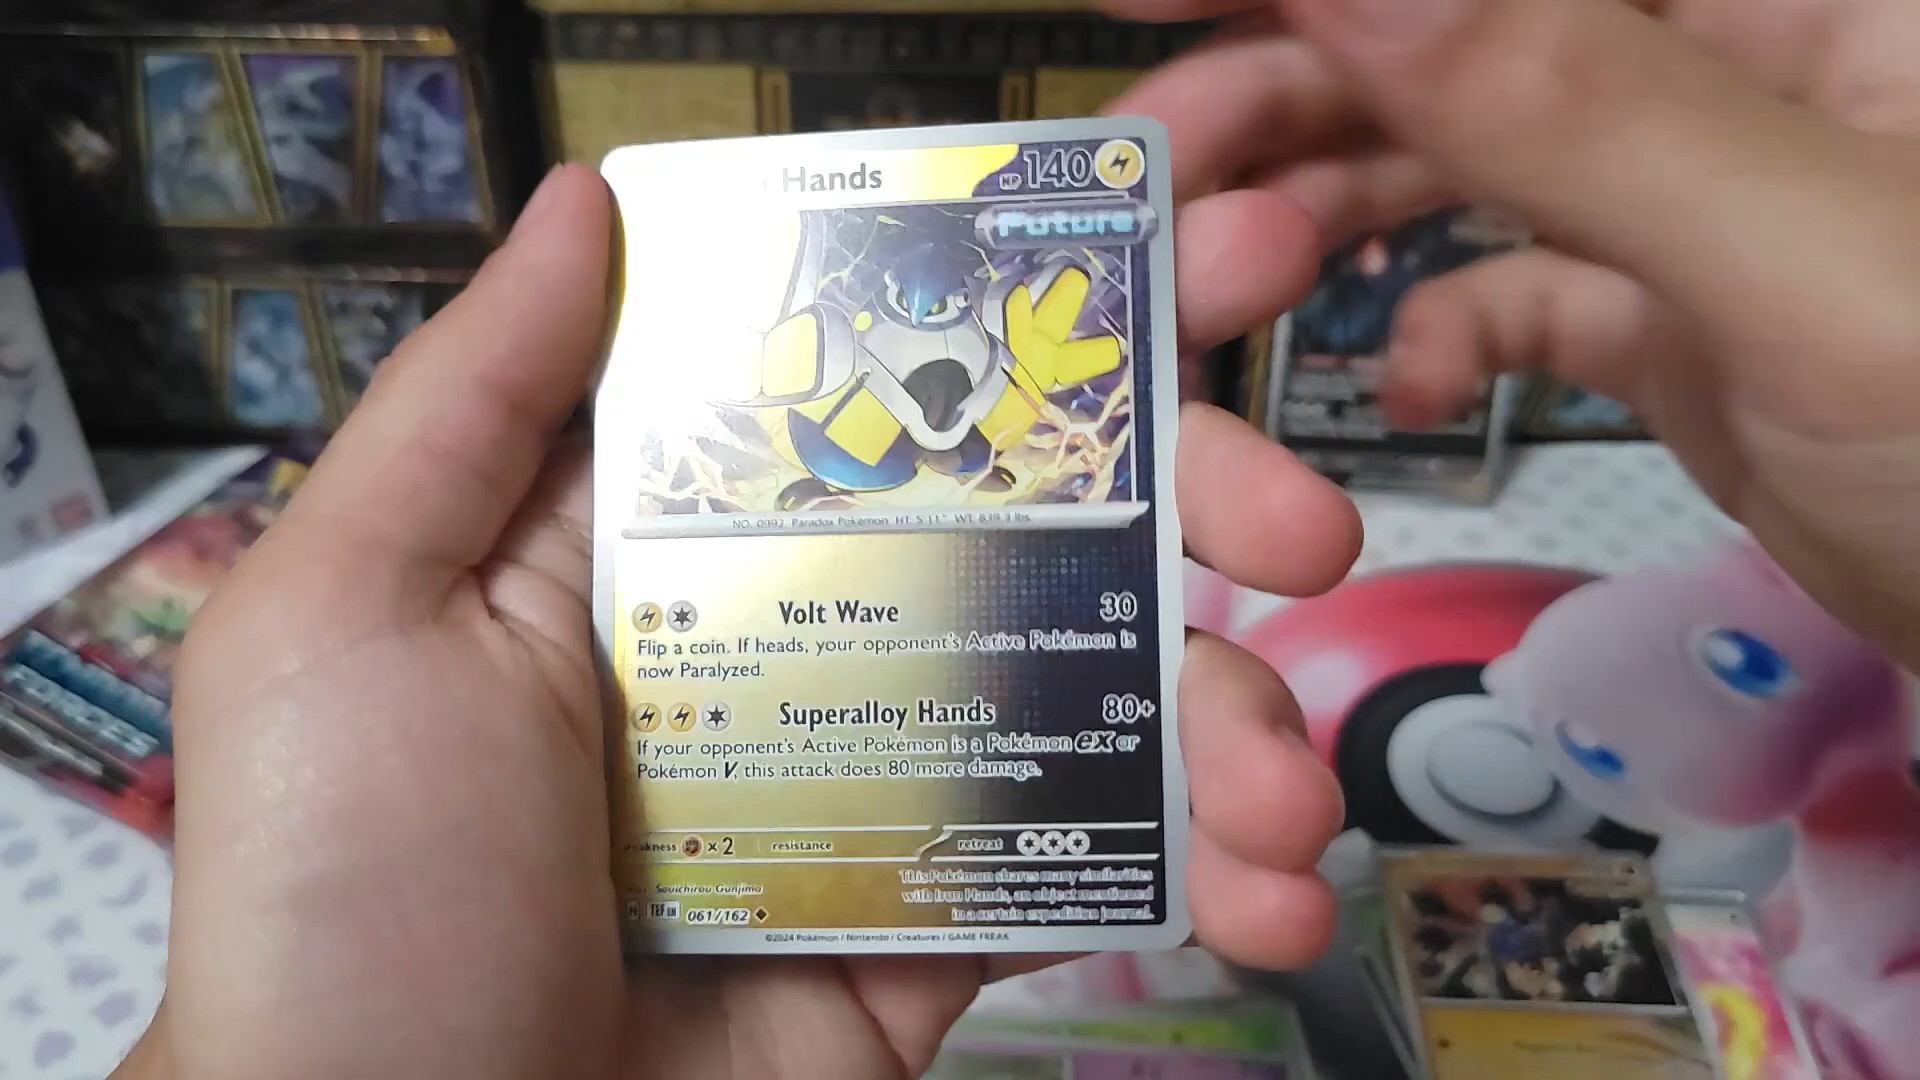 Hands
HP 140
Future
NO. 0992 Paradox Pokémon HT: 5'11" WT: 839.3 lbs.
Volt Wave 30
Flip a coin. If heads, your opponent's Active Pokémon is
now Paralyzed.
Superalloy Hands 80+
If your opponent's Active Pokémon is a Pokémon ex or
Pokémon V, this attack does 80 more damage.
weakness ×2 resistance retreat
Souichirou Gunjima
This Pokémon shares many similarities
with Iron Hands, an object mentioned
in a certain expedition journal.
H TEF EN 061/162
©2024 Pokémon / Nintendo / Creatures / GAME FREAK
FORCES